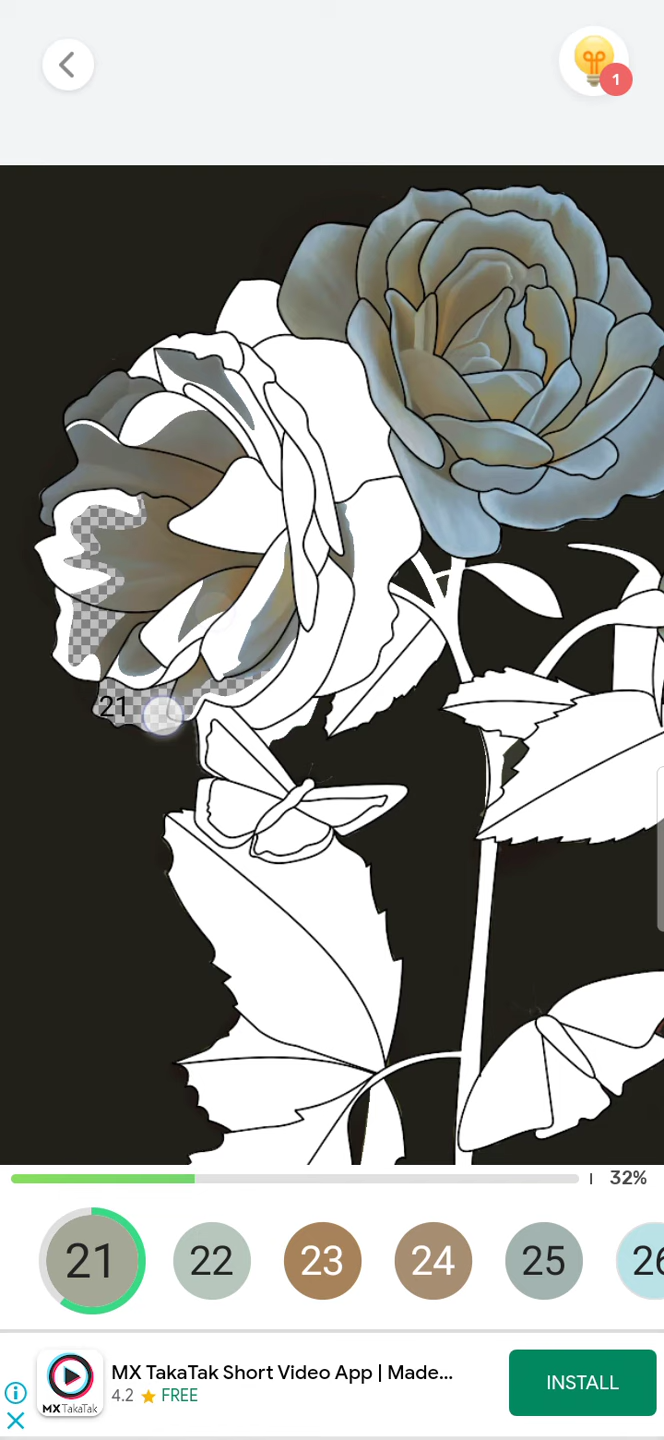 1
21
32%
21 22 23 24 25 26
MX TakaTak Short Video App | Made...
4.2 FREE
INSTALL
MX TakaTak